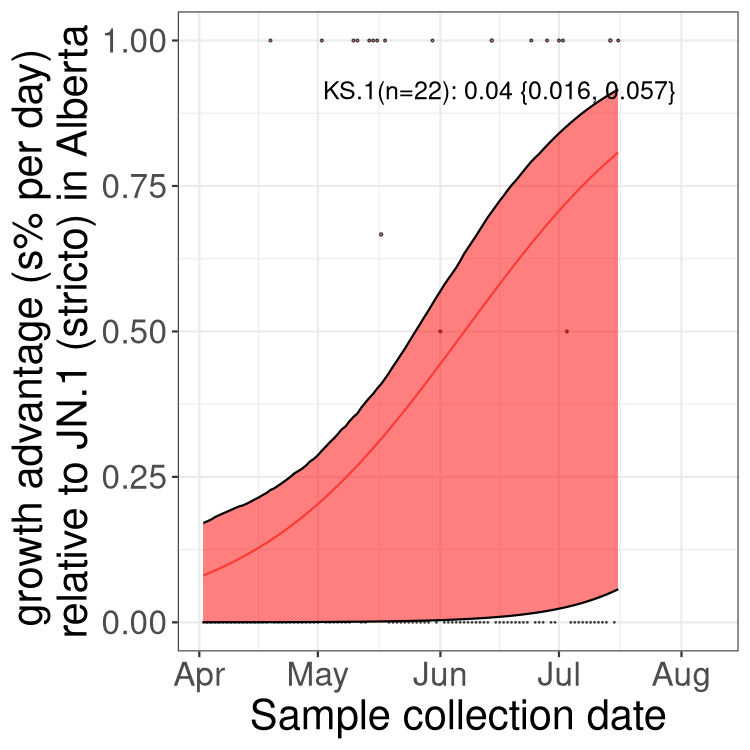 growth advantage (s% per day)
relative to JN.1 (stricto) in Alberta
1.00
0.75
0.50
0.25
0.00
KS.1(n=22): 0.04 {0.016, 0.057}
Apr May Jun Jul Aug
Sample collection date